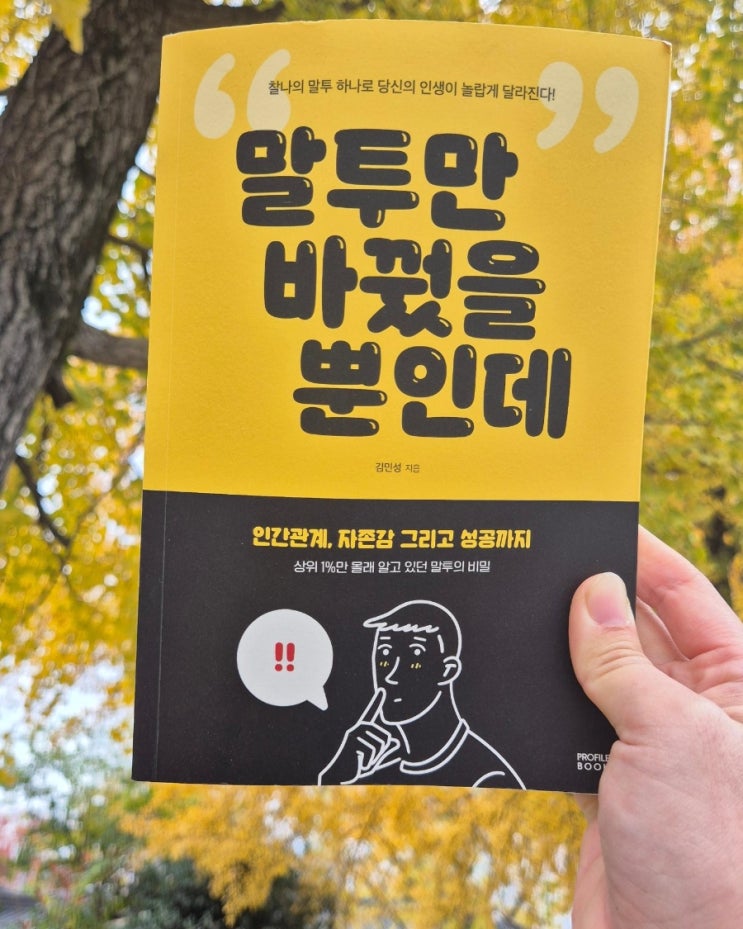 찰나의 말투 하나로 당신의 인생이 놀랍게 달라진다!
말투만
바꿨을
뿐인데
김민성 지음
인간관계, 자존감 그리고 성공까지
상위 1%만 몰래 알고 있던 말투의 비밀
!!
PROFILE
BOO